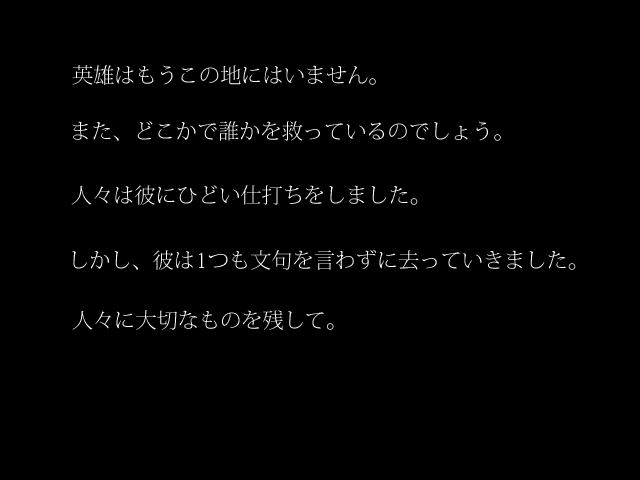 英雄はもうこの地にはいません。
また、どこかで誰かを救っているのでしょう。
人々は彼にひどい仕打ちをしました。
しかし、彼は1つも文句を言わずに去っていきました。
人々に大切なものを残して。